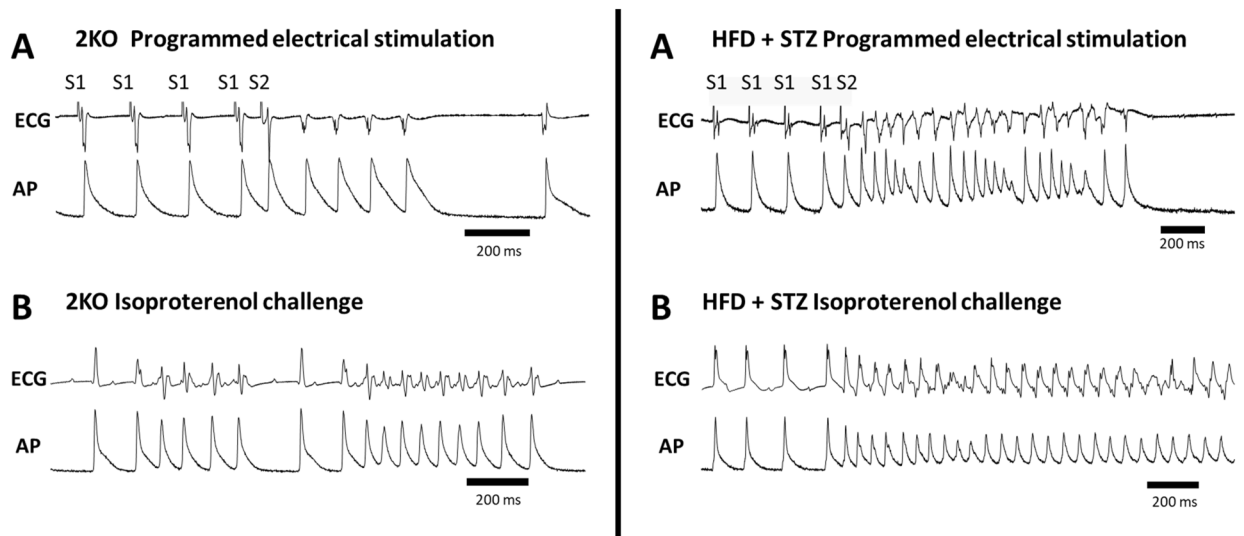 A 2KO Programmed electrical stimulation
S1 S1 S1 S1 S2
ECG
AP
200 ms
B 2KO Isoproterenol challenge
ECG
AP
200 ms
A HFD + STZ Programmed electrical stimulation
S1 S1 S1 S1 S2
ECG
AP
200 ms
B HFD + STZ Isoproterenol challenge
ECG
AP
200 ms